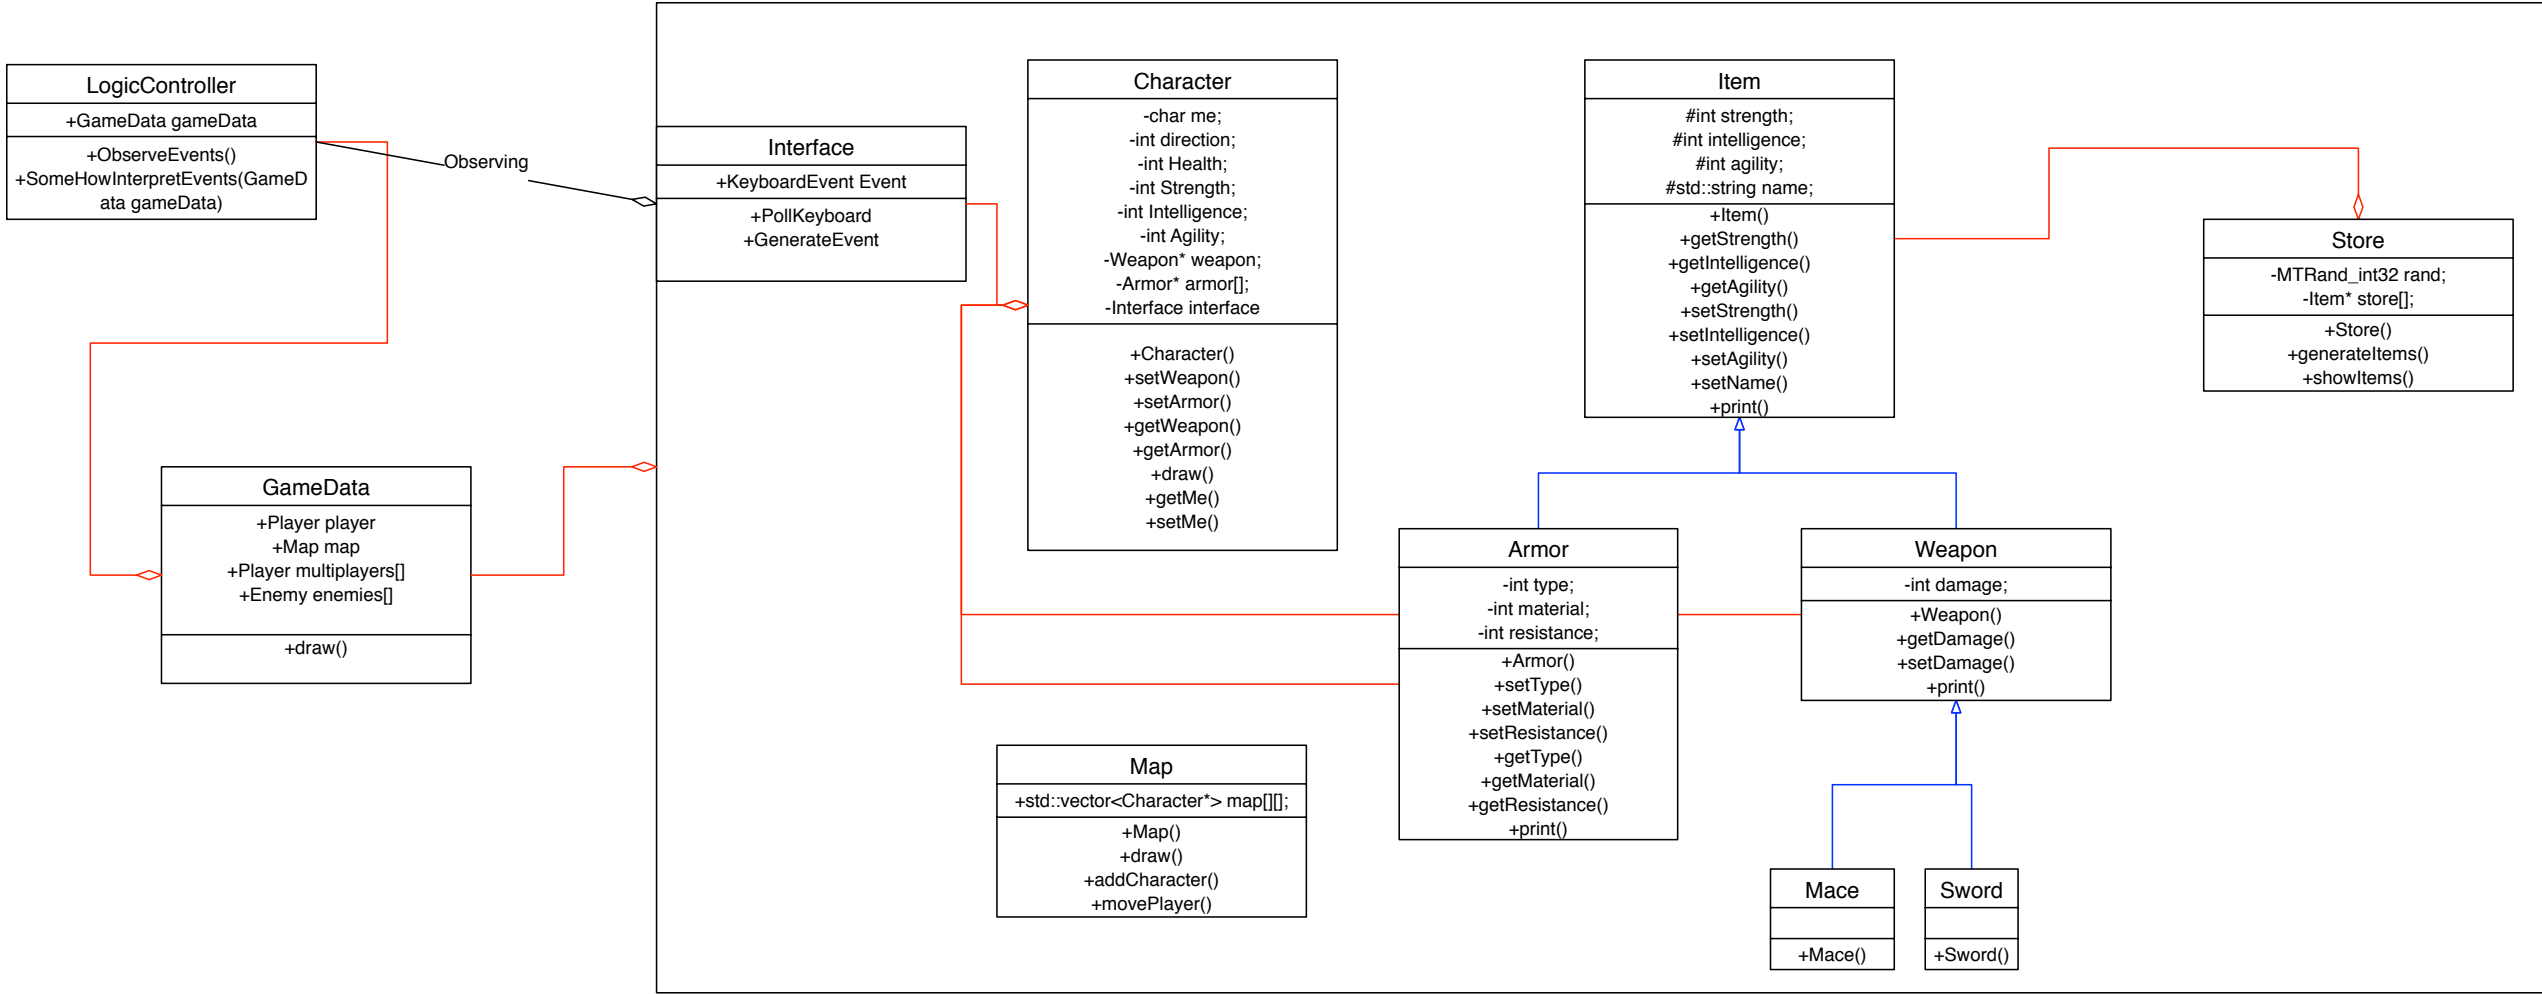 LogicController
+GameData gameData
+ObserveEvents()
+SomeHowInterpretEvents(GameD
ata gameData)
Observing
Interface
+KeyboardEvent Event
+PollKeyboard
+GenerateEvent
Character
-char me;
-int direction;
-int Health;
-int Strength;
-int Intelligence;
-int Agility;
-Weapon* weapon;
-Armor* armor[];
-Interface interface
+Character()
+setWeapon()
+setArmor()
+getWeapon()
+getArmor()
+draw()
+getMe()
+setMe()
Item
#int strength;
#int intelligence;
#int agility;
#std::string name;
+Item()
+getStrength()
+getIntelligence()
+getAgility()
+setStrength()
+setIntelligence()
+setAgility()
+setName()
+print()
Store
-MTRand_int32 rand;
-Item* store[];
+Store()
+generateItems()
+showItems()
GameData
+Player player
+Map map
+Player multiplayers[]
+Enemy enemies[]
+draw()
Armor
-int type;
-int material;
-int resistance;
+Armor()
+setType()
+setMaterial()
+setResistance()
+getType()
+getMaterial()
+getResistance()
+print()
Weapon
-int damage;
+Weapon()
+getDamage()
+setDamage()
+print()
Map
+std::vector<Character*> map[][];
+Map()
+draw()
+addCharacter()
+movePlayer()
Mace
+Mace()
Sword
+Sword()